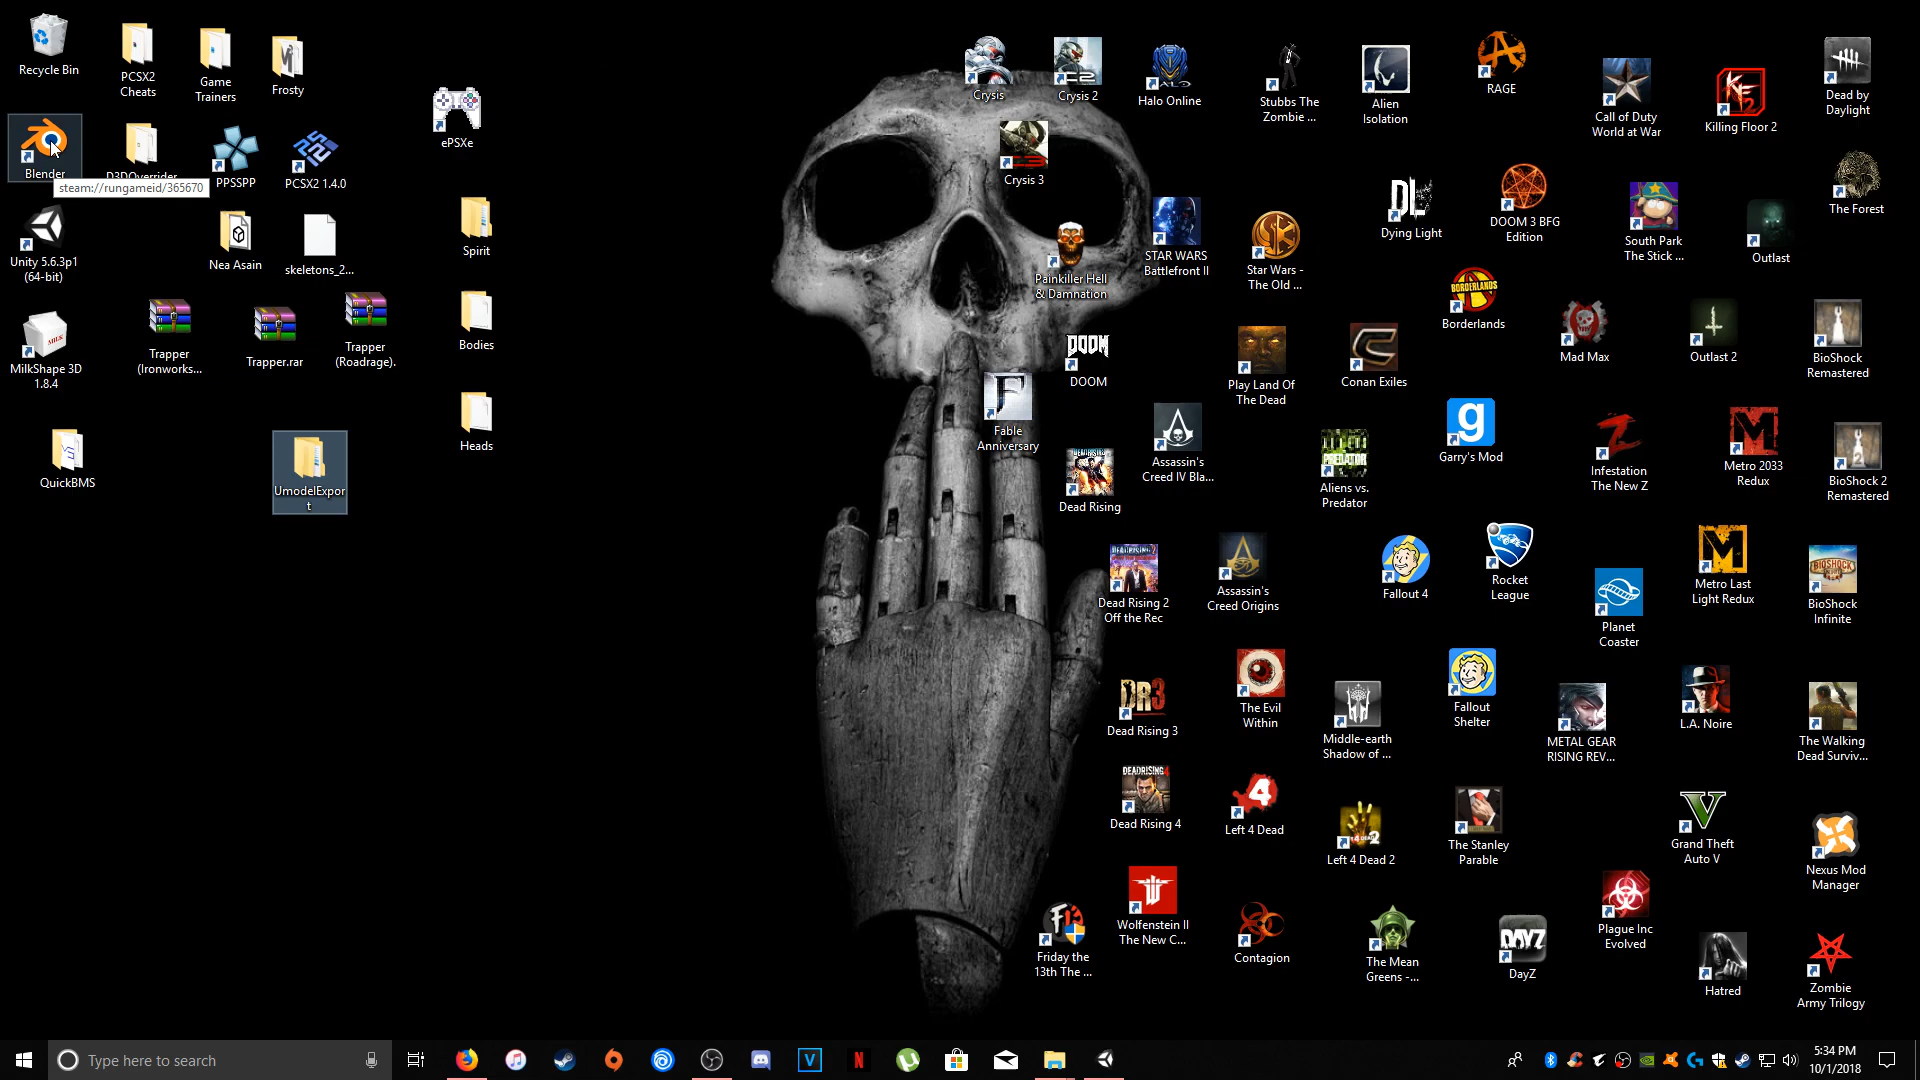 Recycle Bin
PCSX2
Cheats
Game
Trainers
Frosty
ePSXe
Blender
steam://rungameid/365670
PPSSPP
PCSX2 1.4.0
Unity 5.6.3p1
(64-bit)
Nea Asain
skeletons_2...
Spirit
MilkShape 3D
1.8.4
Trapper
(Ironworks...
Trapper.rar
Trapper
(Roadrage).
Bodies
QuickBMS
UmodelExpor
t
Heads
Crysis
Crysis 2
Halo Online
Stubbs The
Zombie ...
Alien
Isolation
RAGE
Call of Duty
World at War
Killing Floor 2
Dead by
Daylight
Crysis 3
Painkiller Hell
& Damnation
STAR WARS
Battlefront II
Star Wars -
The Old ...
Dying Light
DOOM 3 BFG
Edition
South Park
The Stick ...
Outlast
The Forest
DOOM
Play Land Of
The Dead
Conan Exiles
Borderlands
Mad Max
Outlast 2
BioShock
Remastered
Fable
Anniversary
Dead Rising
Assassin's
Creed IV Bla...
Aliens vs.
Predator
Garry's Mod
Infestation
The New Z
Metro 2033
Redux
BioShock 2
Remastered
Dead Rising 2
Off the Rec
Assassin's
Creed Origins
Fallout 4
Rocket
League
Planet
Coaster
Metro Last
Light Redux
BioShock
Infinite
Dead Rising 3
The Evil
Within
Middle-earth
Shadow of ...
Fallout
Shelter
METAL GEAR
RISING REV...
L.A. Noire
The Walking
Dead Surviv...
Dead Rising 4
Left 4 Dead
Left 4 Dead 2
The Stanley
Parable
Grand Theft
Auto V
Nexus Mod
Manager
Friday the
13th The ...
Wolfenstein II
The New C...
Contagion
The Mean
Greens -...
DayZ
Plague Inc
Evolved
Hatred
Zombie
Army Trilogy
Type here to search
5:34 PM
10/1/2018